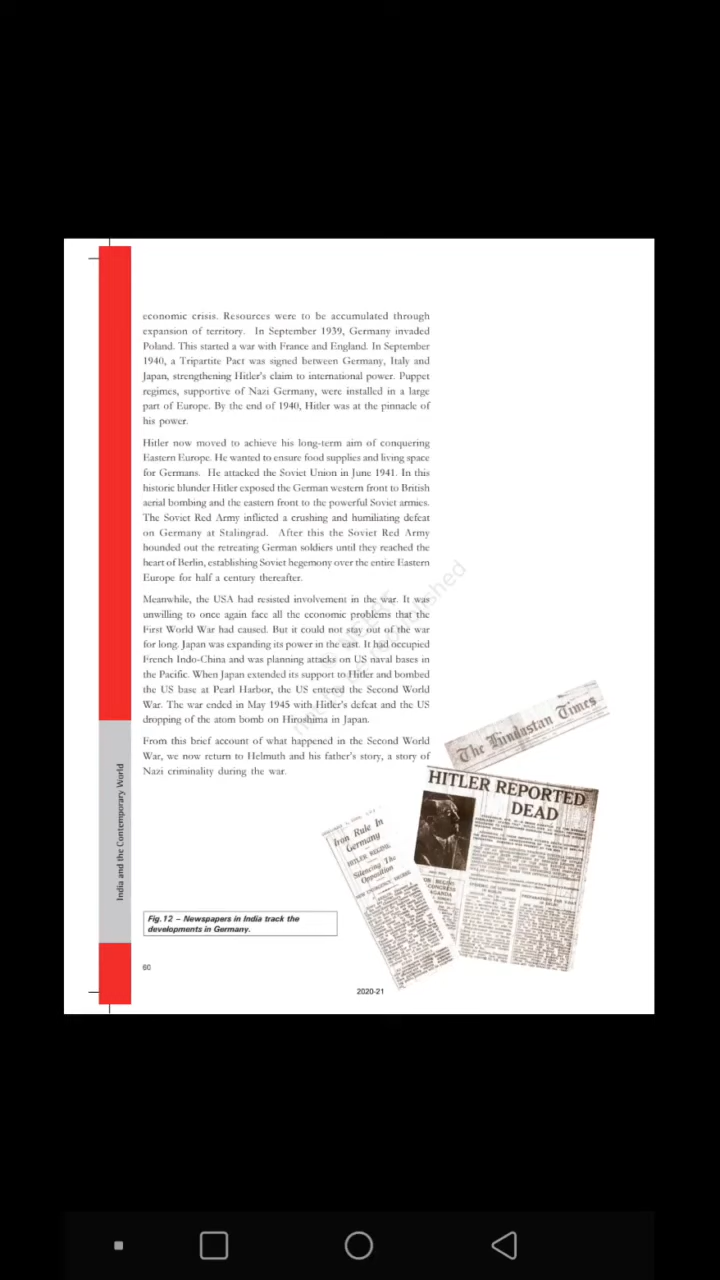 economic crisis. Resources were to be accumulated through
expansion of territory. In September 1939, Germany invaded
Poland. This started a war with France and England. In September
1940, a Tripartite Pact was signed between Germany, Italy and
Japan, strengthening Hitler's claim to international power. Puppet
regimes, supportive of Nazi Germany, were installed in a large
part of Europe. By the end of 1940, Hitler was at the pinnacle of
his power.
Hitler now moved to achieve his long-term aim of conquering
Eastern Europe. He wanted to ensure food supplies and living space
for Germans. He attacked the Soviet Union in June 1941. In this
historic blunder Hitler exposed the German western front to British
aerial bombing and the eastern front to the powerful Soviet armies.
The Soviet Red Army inflicted a crushing and humiliating defeat
on Germany at Stalingrad. After this the Soviet Red Army
hounded out the retreating German soldiers until they reached the
heart of Berlin, establishing Soviet hegemony over the entire Eastern
Europe for half a century thereafter.
Meanwhile, the USA had resisted involvement in the war. It was
unwilling to once again face all the economic problems that the
First World War had caused. But it could not stay out of the war
for long. Japan was expanding its power in the east. It had occupied
French Indo-China and was planning attacks on US naval bases in
the Pacific. When Japan extended its support to Hitler and bombed
the US base at Pearl Harbor, the US entered the Second World
War. The war ended in May 1945 with Hitler's defeat and the US
dropping of the atom bomb on Hiroshima in Japan.
From this brief account of what happened in the Second World
War, we now return to Helmuth and his father's story, a story of
Nazi criminality during the war.
The Hindustan Times
HITLER REPORTED
DEAD
Iron Rule In
Germany
HITLER REGIME
Silencing The
Opposition
CONGRESS
India and the Contemporary World
Fig.12 – Newspapers in India track the
developments in Germany.
60
2020-21